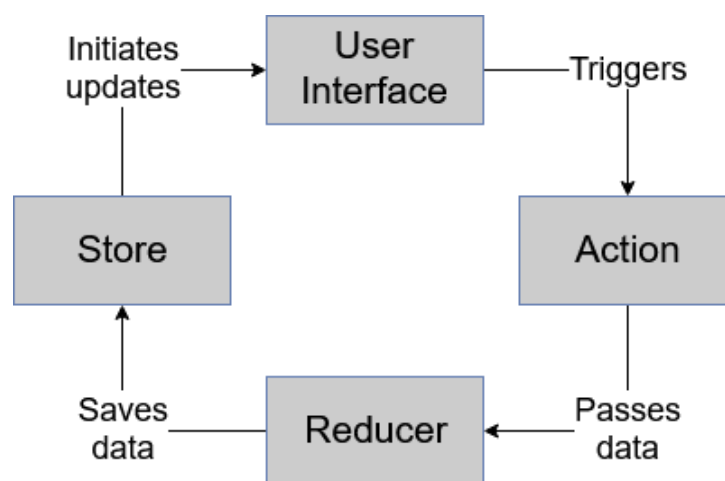 Initiates
updates
User
Interface
Triggers
Store
Action
Saves
data
Reducer
Passes
data